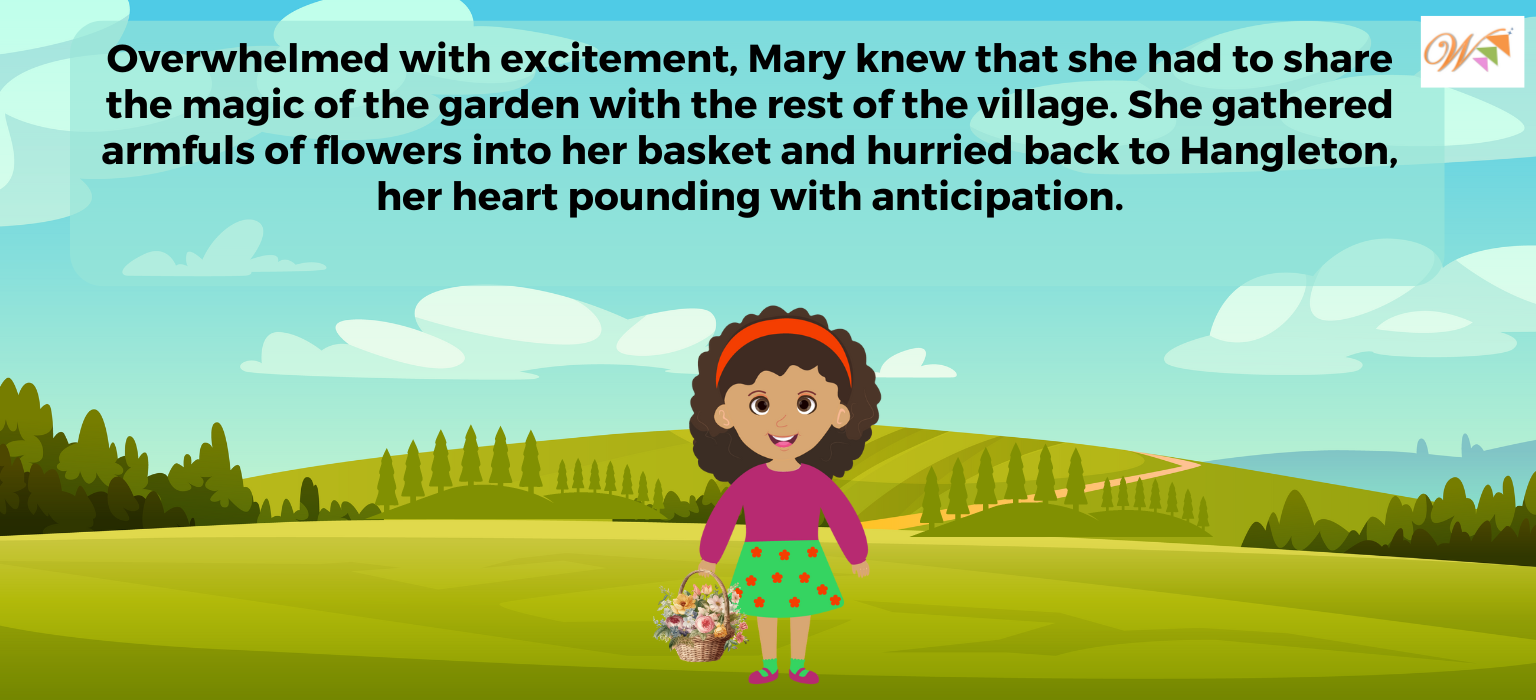 Overwhelmed with excitement, Mary knew that she had to share
the magic of the garden with the rest of the village. She gathered
armfuls of flowers into her basket and hurried back to Hangleton,
her heart pounding with anticipation.
W